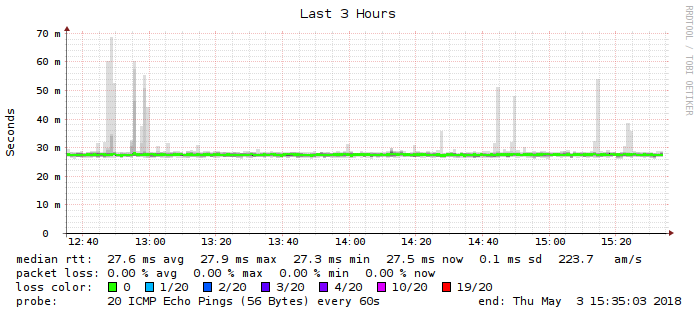 Last 3 Hours
RRDTOOL / TOBI OETIKER
Seconds
70 m
60 m
50 m
40 m
30 m
20 m
10 m
0
12:40 13:00 13:20 13:40 14:00 14:20 14:40 15:00 15:20
median rtt: 27.6 ms avg 27.9 ms max 27.3 ms min 27.5 ms now 0.1 ms sd 223.7 am/s
packet loss: 0.00 % avg 0.00 % max 0.00 % min 0.00 % now
loss color: 0 1/20 2/20 3/20 4/20 10/20 19/20
probe: 20 ICMP Echo Pings (56 Bytes) every 60s end: Thu May 3 15:35:03 2018